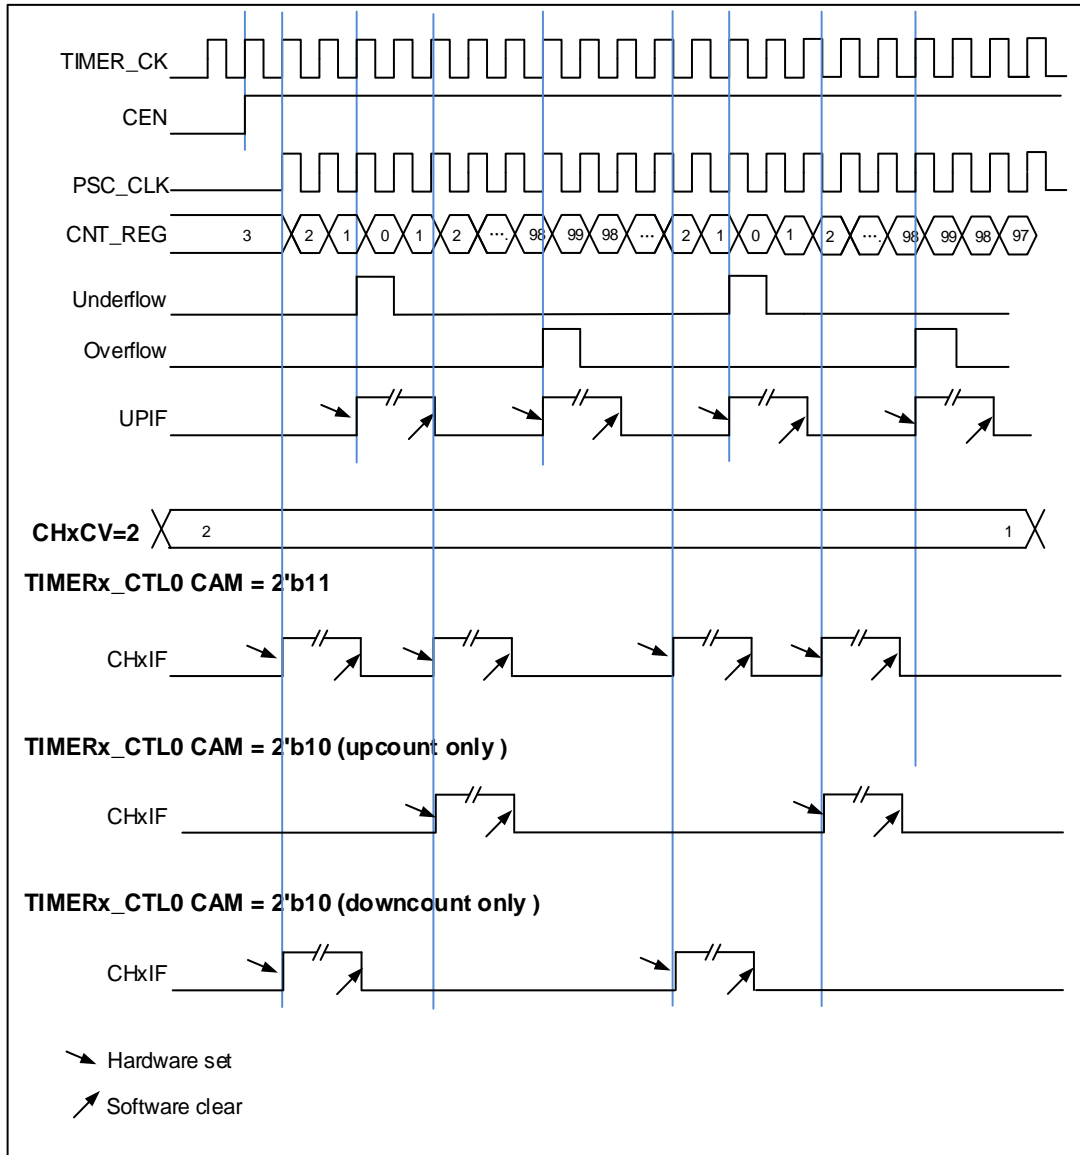 TIMER_CK
CEN
PSC_CLK
CNT_REG 3 2 1 0 1 2 .... 98 99 98 ... 2 1 0 1 2 .... 98 99 98 97
Underflow
Overflow
UPIF
CHxCV=2 2 1
TIMERx_CTL0 CAM = 2'b11
CHxIF
TIMERx_CTL0 CAM = 2'b10 (upcount only )
CHxIF
TIMERx_CTL0 CAM = 2'b10 (downcount only )
CHxIF
Hardware set
Software clear